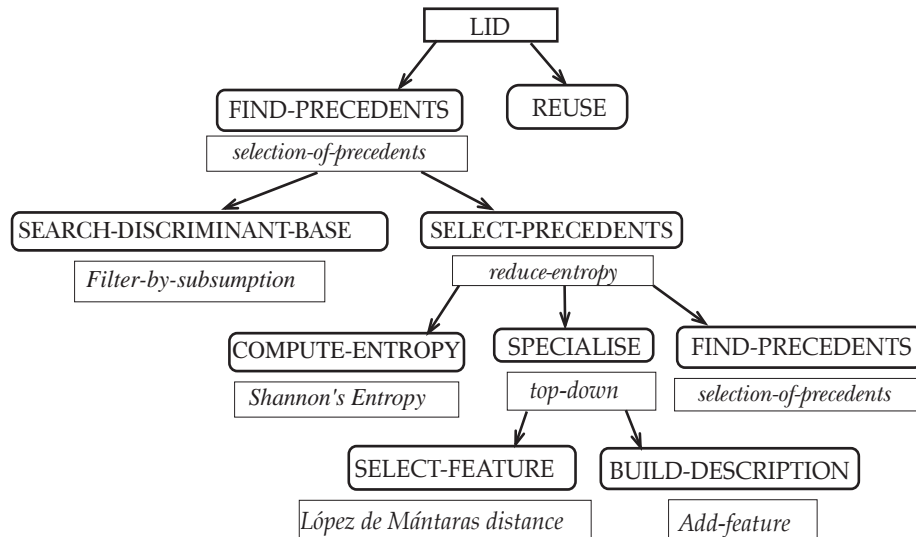 LID
FIND-PRECEDENTS
REUSE
selection-of-precedents
SEARCH-DISCRIMINANT-BASE
SELECT-PRECEDENTS
Filter-by-subsumption
reduce-entropy
COMPUTE-ENTROPY
SPECIALISE
FIND-PRECEDENTS
Shannon's Entropy
top-down
selection-of-precedents
SELECT-FEATURE
BUILD-DESCRIPTION
López de Mántaras distance
Add-feature